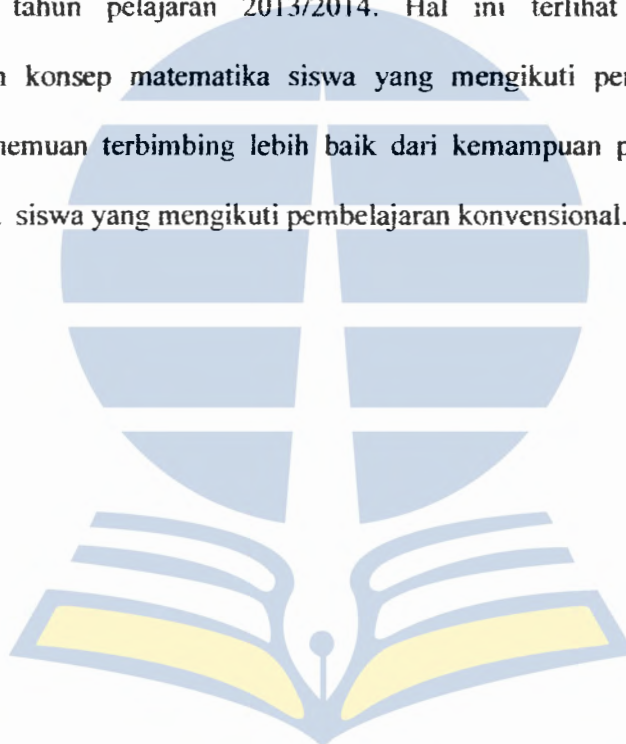 tahun pelajaran 2013/2014. Hal ini terlihat
konsep matematika siswa yang mengikuti
terbimbing lebih baik dari kemampuan
siswa yang mengikuti pembelajaran konvensional.